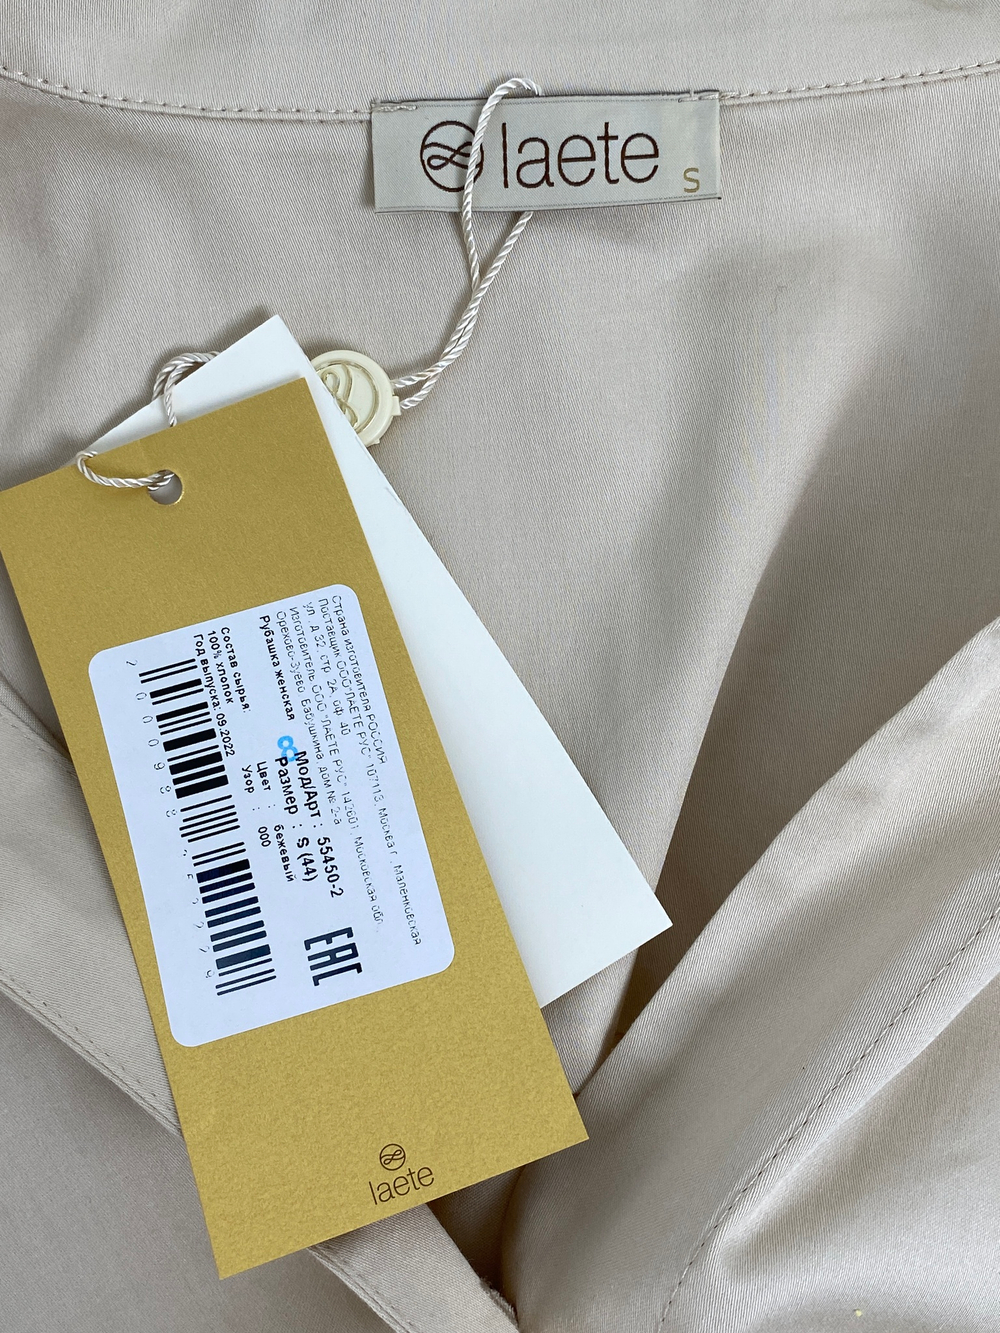 laete
S
Страна изготовителя РОССИЯ
Поставщик ООО "ЛАЕТЕ РУС" 107113, Москва г., Маленковская
ул., д 32, стр. 2А, оф. 40
Изготовитель ООО "ЛАЕТЕ РУС" 142601, Московская обл.,
Орехово-Зуево, Бабушкина, дом № 2-а
Рубашка женская
Мод/Арт : 55450-2
Размер : S (44)
Цвет : бежевый
Узор : 000
EAC
Состав сырья:
100% хлопок
Год выпуска: 09.2022
laete